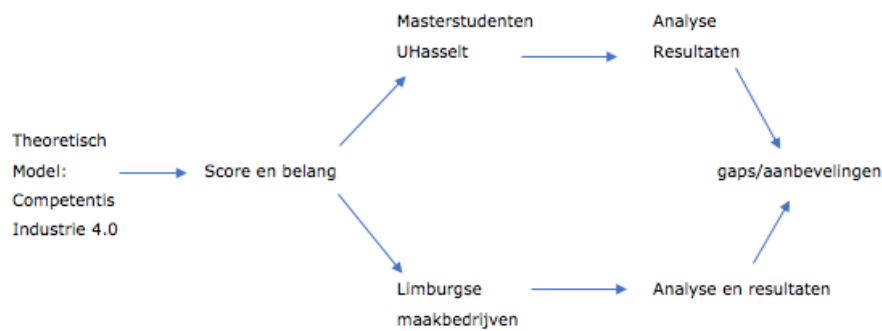 Masterstudenten
UHasselt
Analyse
Resultaten
Theoretisch
Model:
Competentis
Industrie 4.0
Score en belang
gaps/aanbevelingen
Limburgse
maakbedrijven
Analyse en resultaten